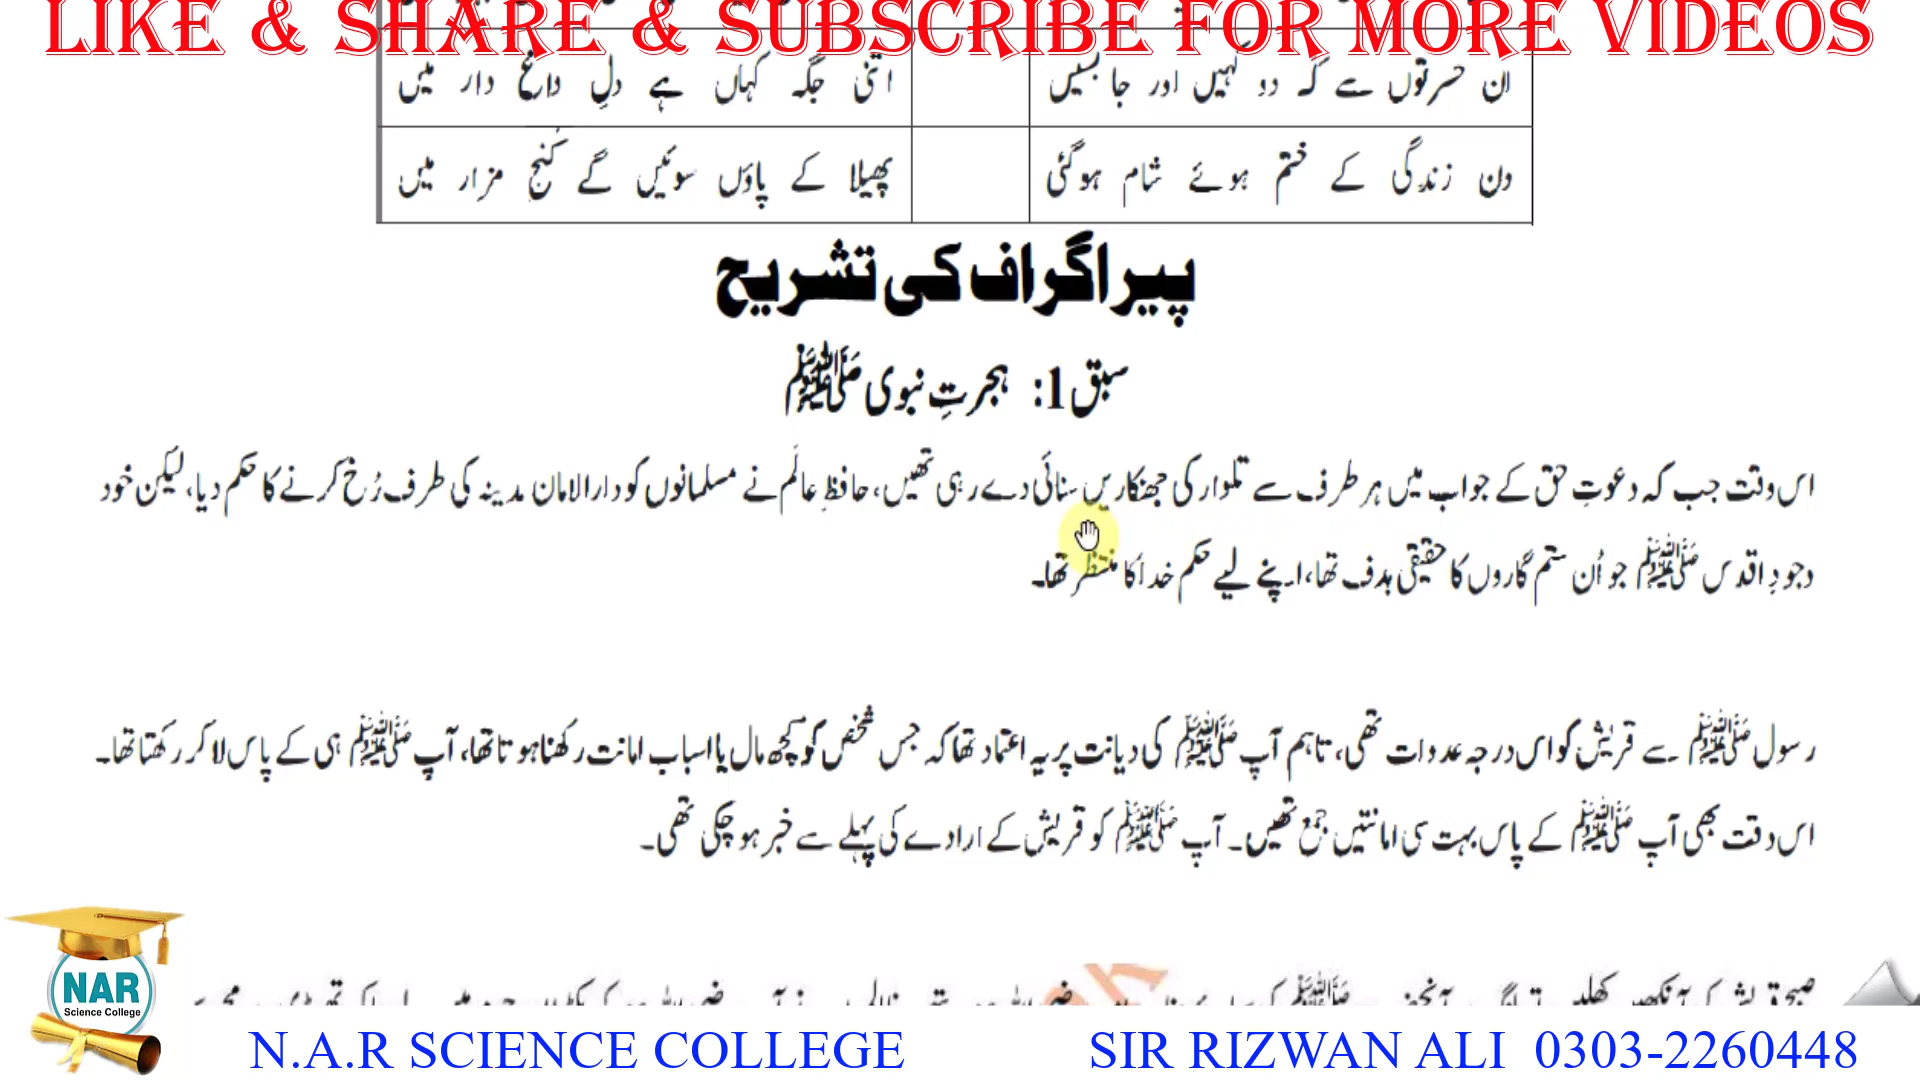 LIKE & SHARE & SUBSCRIBE FOR MORE VIDEOS
ان حسرتوں سے کہ دو کہیں اور جا بسیں اتنی جگہ کہاں ہے دلِ داغ دار میں
دن زندگی کے ختم ہوئے شام ہوگئی پھیلا کے پاؤں سوئیں گے کُنجِ مزار میں
پیراگراف کی تشریح
سبق 1: ہجرتِ نبوی ﷺ
اس وقت جب کہ دعوتِ حق کے جواب میں ہر طرف سے تلوار کی جھنکاریں سنائی دے رہی تھیں، حافظِ عالَم نے مسلمانوں کو دارالامان مدینہ کی طرف رُخ کرنے کا حکم دیا، لیکن خود
وجودِ اقدس ﷺ جو اُن ستم گاروں کا حقیقی ہدف تھا، اپنے لیے حکم خدا کا منتظر تھا۔
رسول ﷺ سے قریش کو اس درجہ عداوت تھی، تاہم آپ ﷺ کی دیانت پر یہ اعتماد تھا کہ جس شخص کو کچھ مال یا اسباب امانت رکھنا ہوتا تھا، آپ ﷺ ہی کے پاس لا کر رکھتا تھا۔
اس وقت بھی آپ ﷺ کے پاس بہت سی امانتیں جمع تھیں۔ آپ ﷺ کو قریش کے ارادے کی پہلے سے خبر ہو چکی تھی۔
صبح قریش کی آنکھیں کھلیں
NAR
Science College
N.A.R SCIENCE COLLEGE SIR RIZWAN ALI 0303-2260448